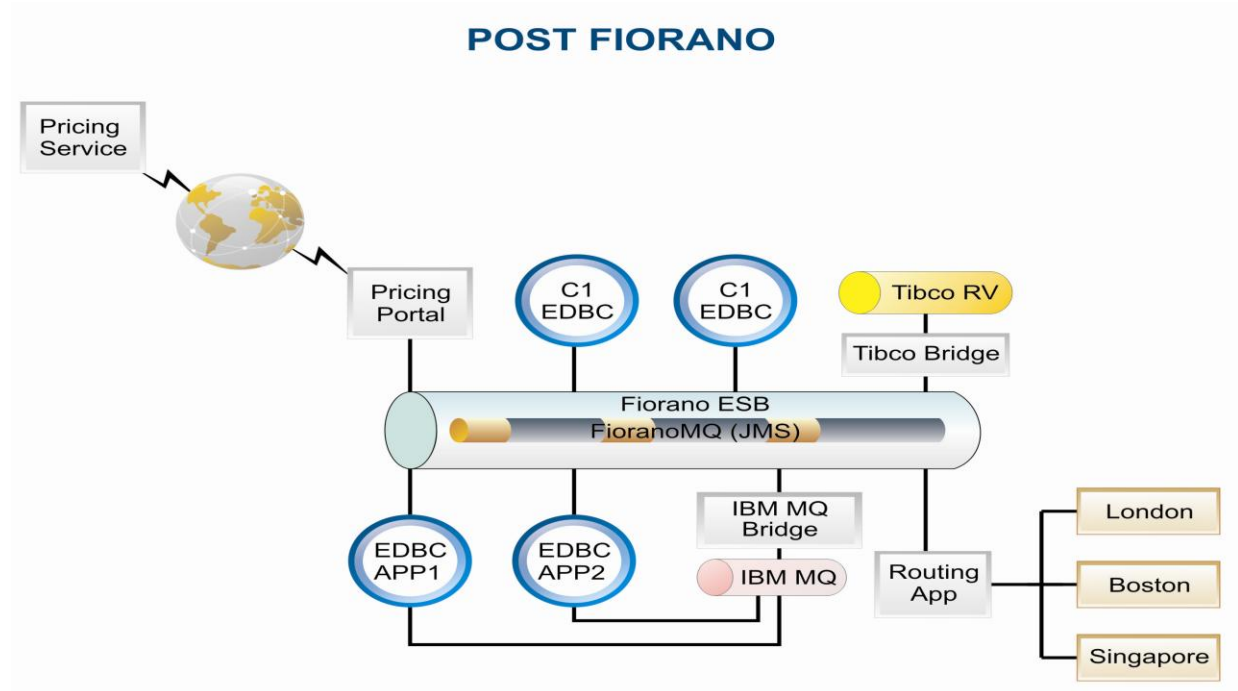 POST FIORANO
Pricing
Service
Pricing
Portal
C1
EDBC
C1
EDBC
Tibco RV
Tibco Bridge
Fiorano ESB
FioranoMQ (JMS)
EDBC
APP1
EDBC
APP2
IBM MQ
Bridge
IBM MQ
Routing
App
London
Boston
Singapore